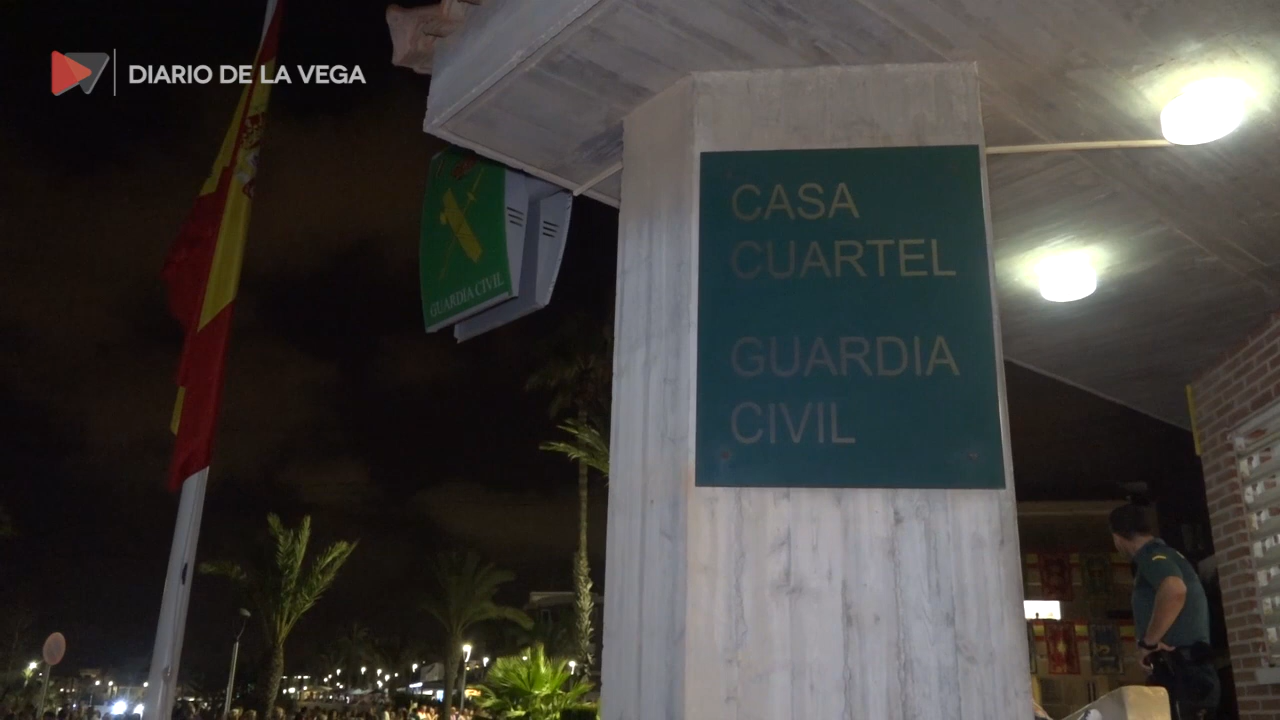 DIARIO DE LA VEGA
GUARDIA CIVIL
CASA
CUARTEL
GUARDIA
CIVIL